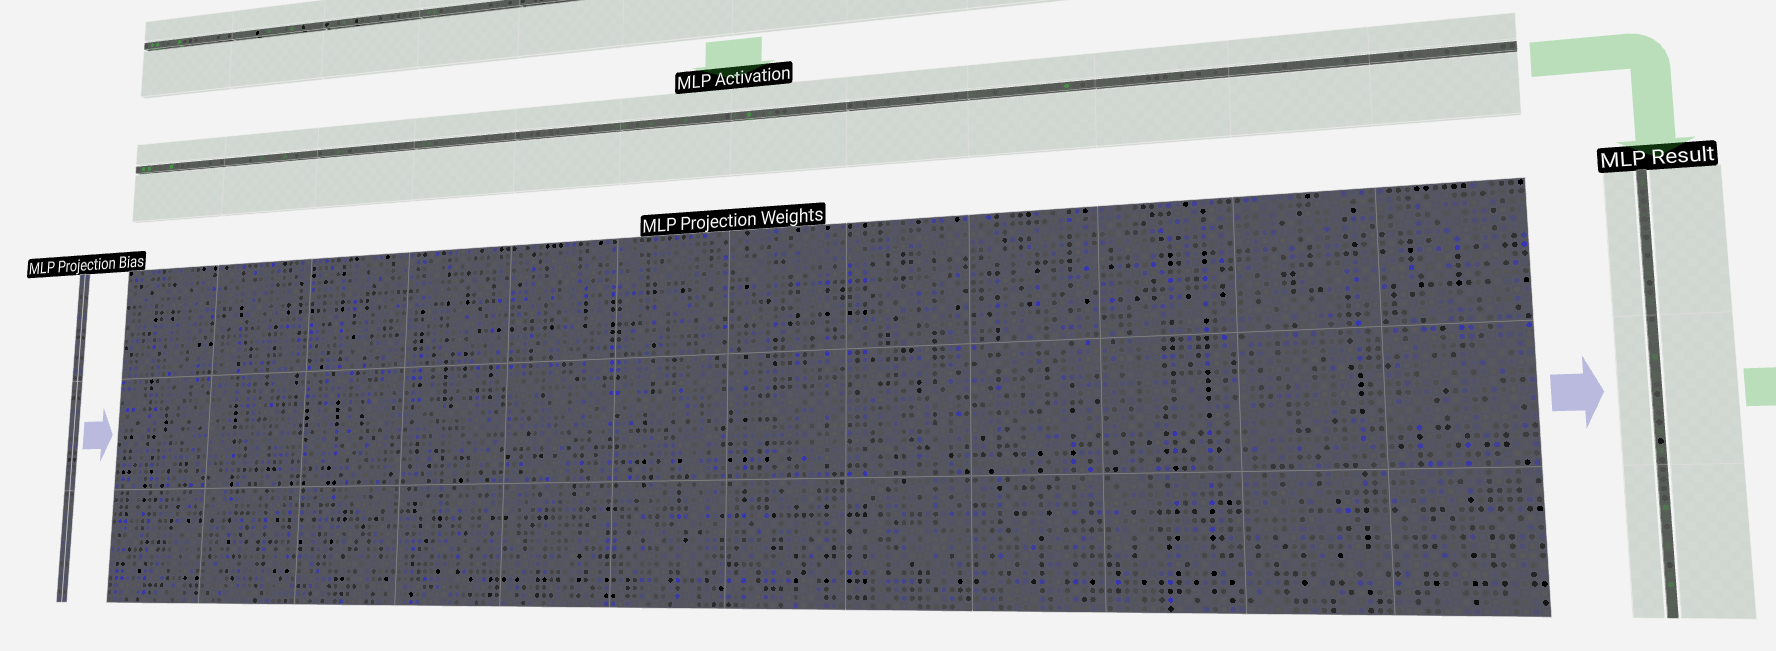 MLP Activation
MLP Result
MLP Projection Weights
MLP Projection Bias